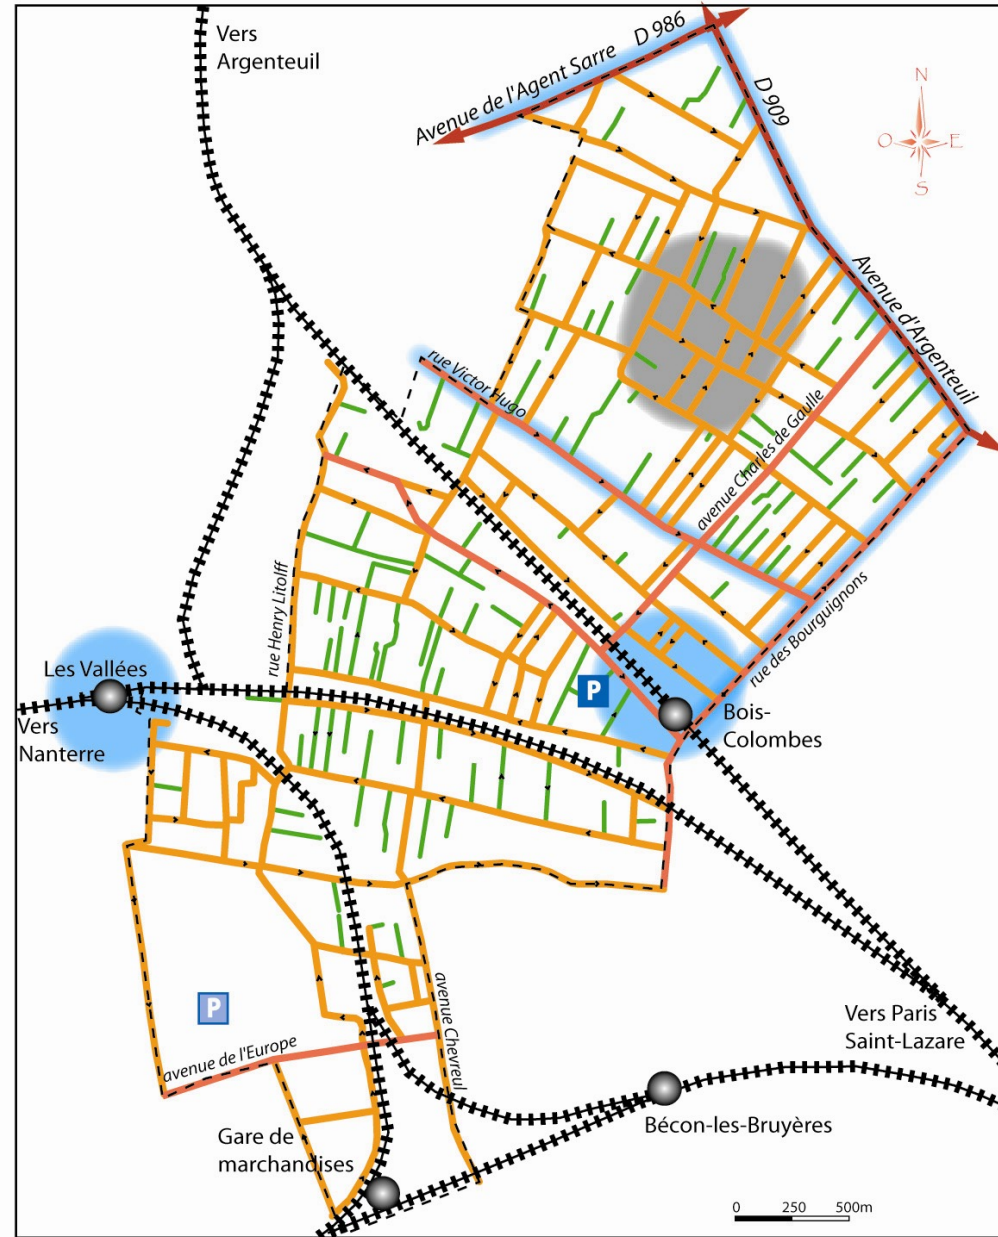 Vers
Argenteuil
Avenue de l'Agent Sarre
D 986
D 909
N
O
E
S
Avenue d'Argenteuil
rue Victor Hugo
avenue Charles de Gaulle
rue Henry Litolff
rue des Bourguignons
Les Vallées
P
Vers
Nanterre
Bois-
Colombes
P
avenue de l'Europe
avenue Chevreul
Vers Paris
Saint-Lazare
Gare de
marchandises
Bécon-les-Bruyères
0 250 500m